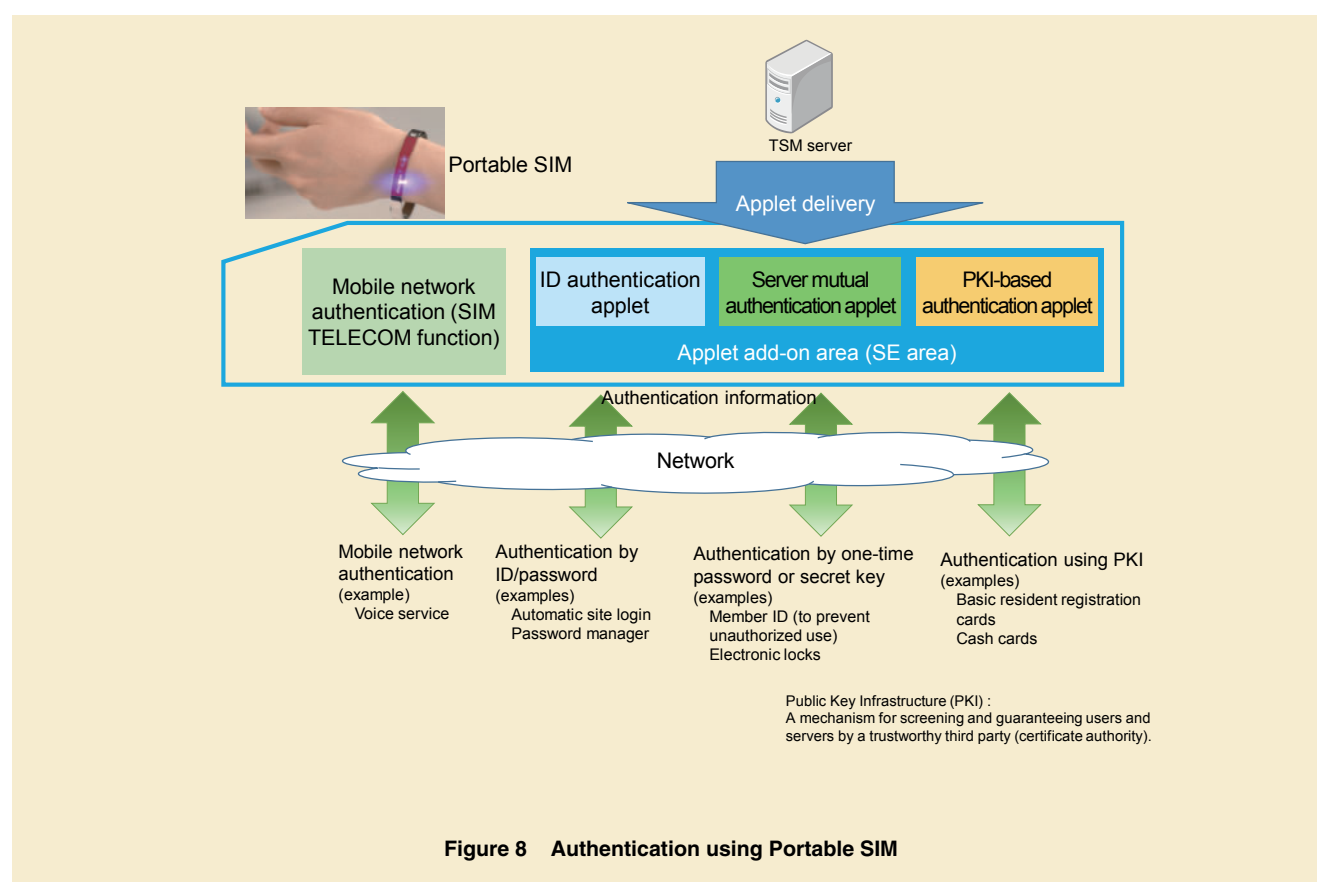 TSM server
Portable SIM
Applet delivery
Mobile network
authentication (SIM
TELECOM function)
ID authentication
applet
Server mutual
authentication applet
PKI-based
authentication applet
Applet add-on area (SE area)
Authentication information
Network
Mobile network
authentication
(example)
Voice service
Authentication by
ID/password
(examples)
Automatic site login
Password manager
Authentication by one-time
password or secret key
(examples)
Member ID (to prevent
unauthorized use)
Electronic locks
Authentication using PKI
(examples)
Basic resident registration
cards
Cash cards
Public Key Infrastructure (PKI) :
A mechanism for screening and guaranteeing users and
servers by a trustworthy third party (certificate authority).
Figure 8 Authentication using Portable SIM